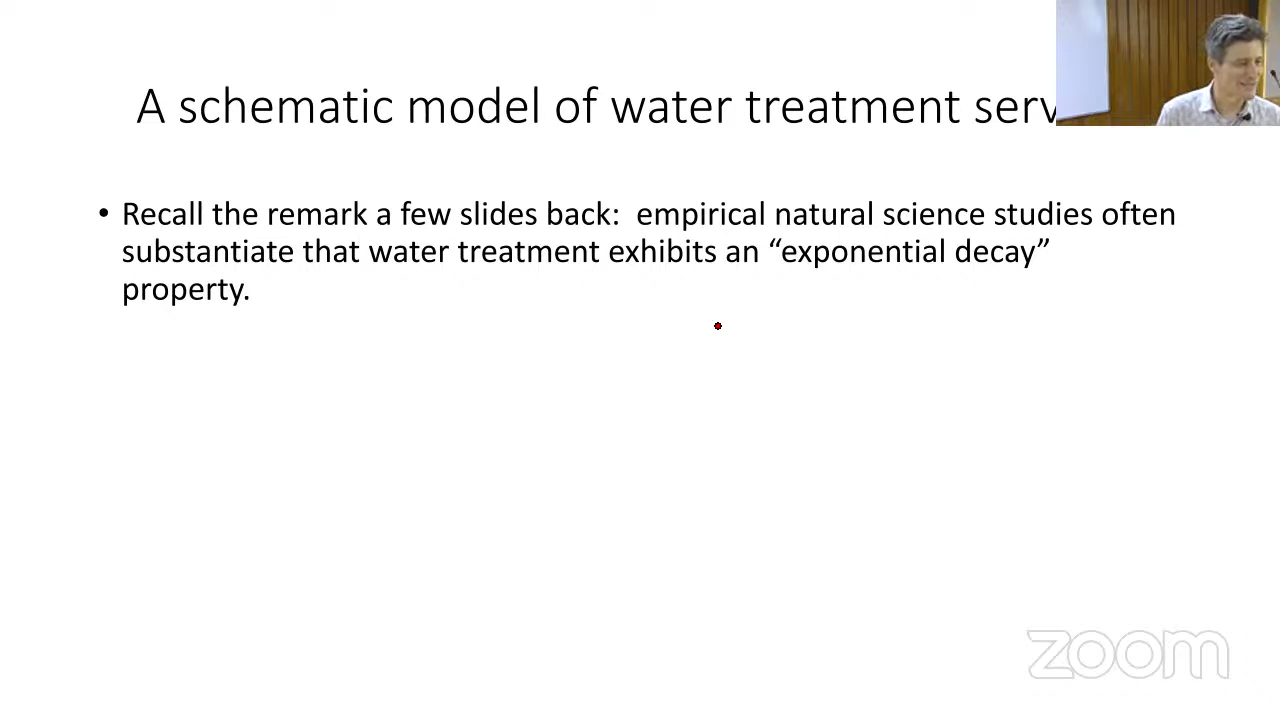 A schematic model of water treatment serv
• Recall the remark a few slides back:  empirical natural science studies often
substantiate that water treatment exhibits an “exponential decay”
property.
zoom